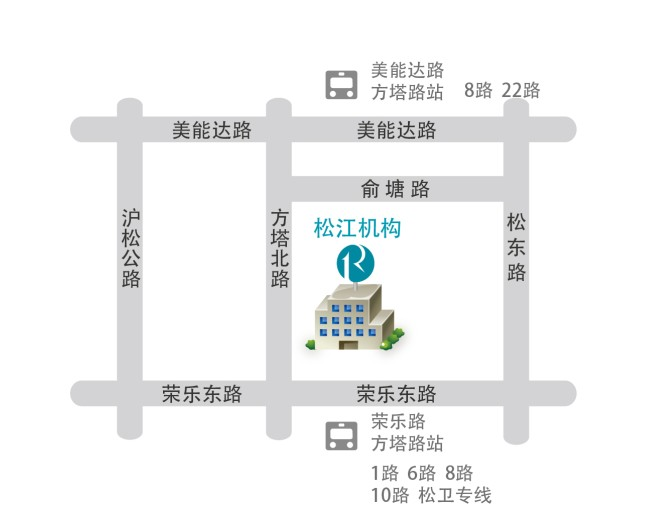 美能达路
方塔路站 8路 22路
美能达路
美能达路
俞塘路
沪松公路
方塔北路
松江机构
松东路
荣乐东路
荣乐东路
荣乐路
方塔路站
1路 6路 8路
10路 松卫专线